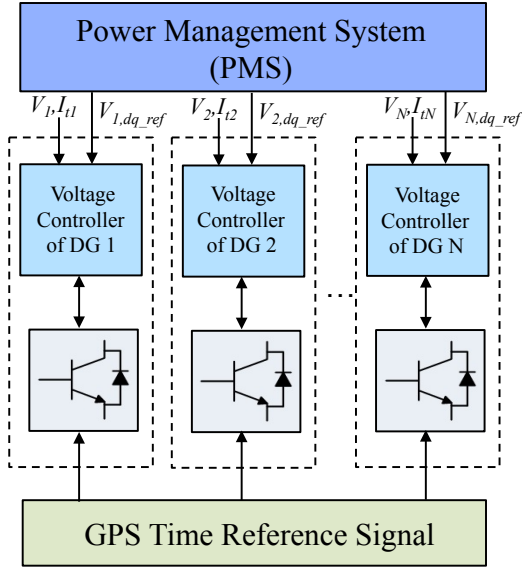 Power Management System
(PMS)
V1,It1 V1,dq_ref V2,It2 V2,dq_ref VN,ItN VN,dq_ref
Voltage
Controller
of DG 1
Voltage
Controller
of DG 2
...
Voltage
Controller
of DG N
GPS Time Reference Signal